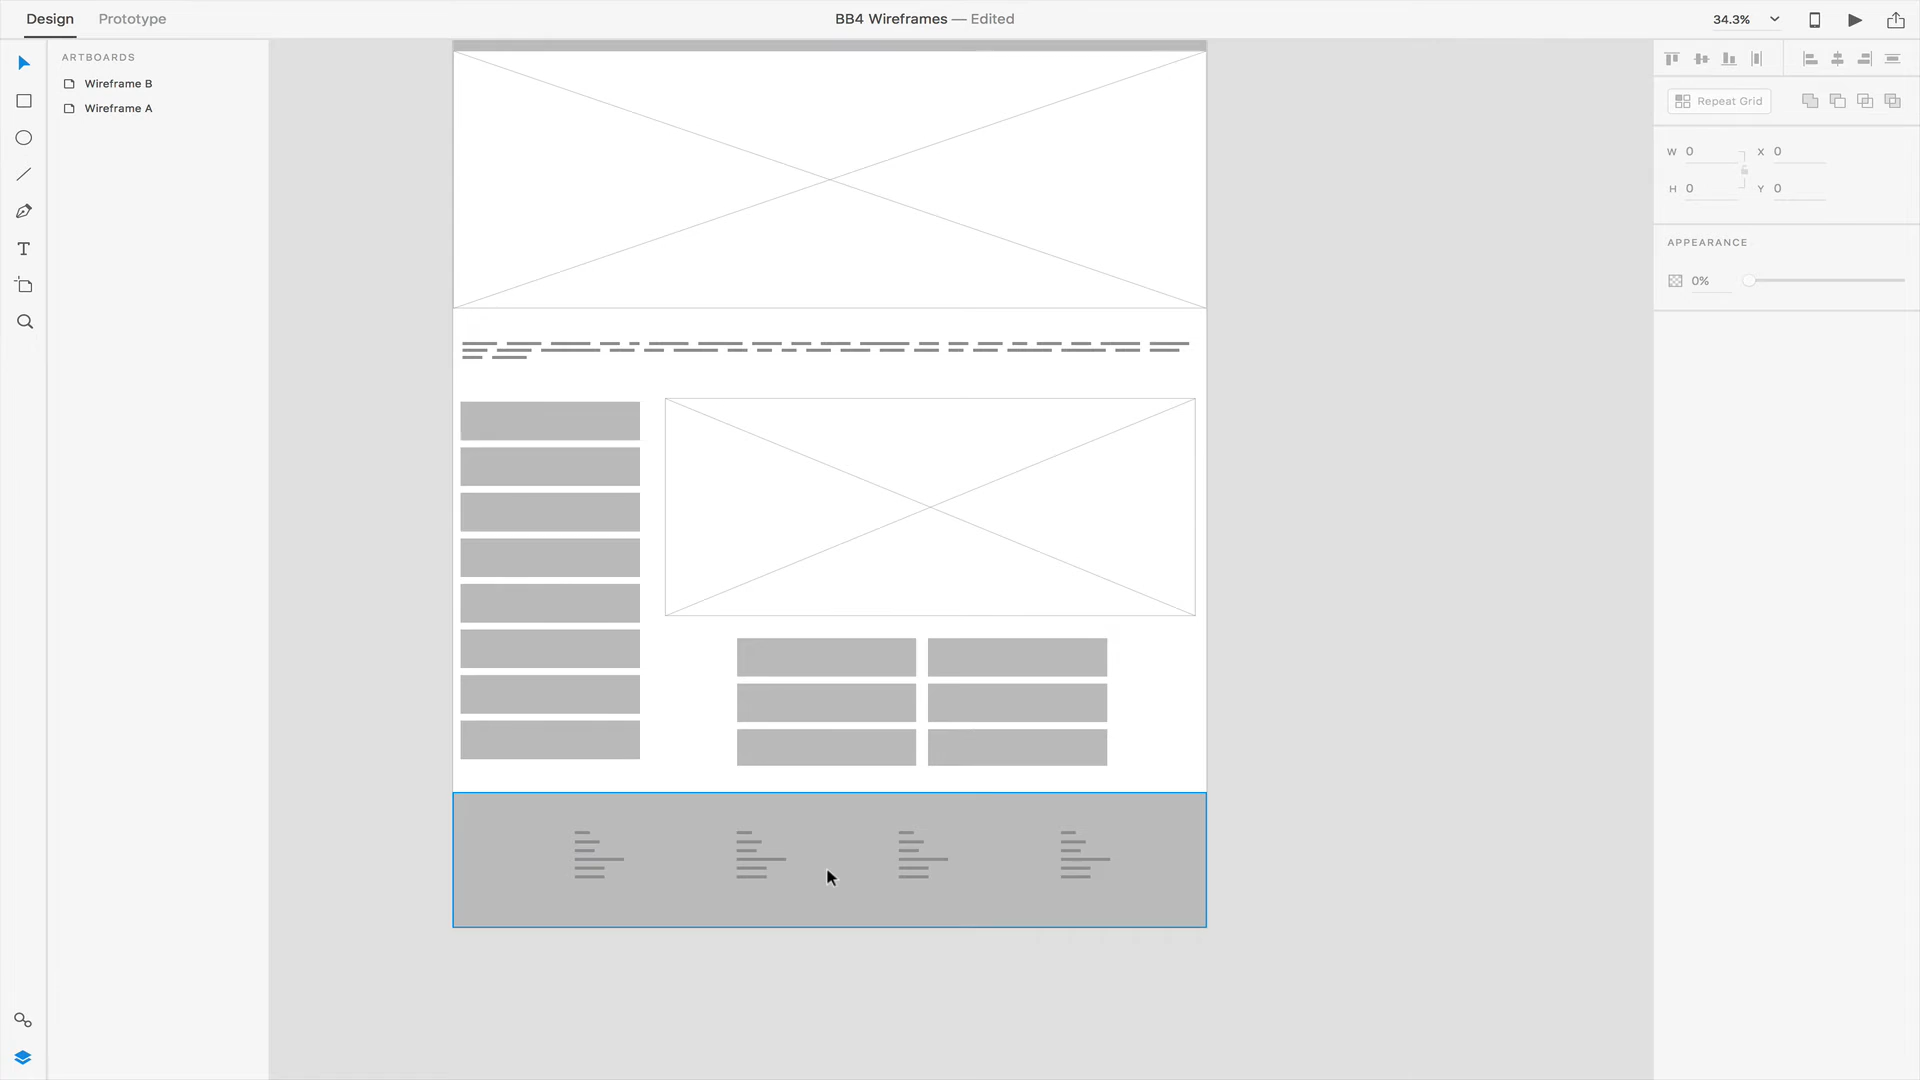 Design Prototype BB4 Wireframes — Edited 34.3%
ARTBOARDS
Wireframe B
Wireframe A
Repeat Grid
W 0 X 0
H 0 Y 0
APPEARANCE
0%